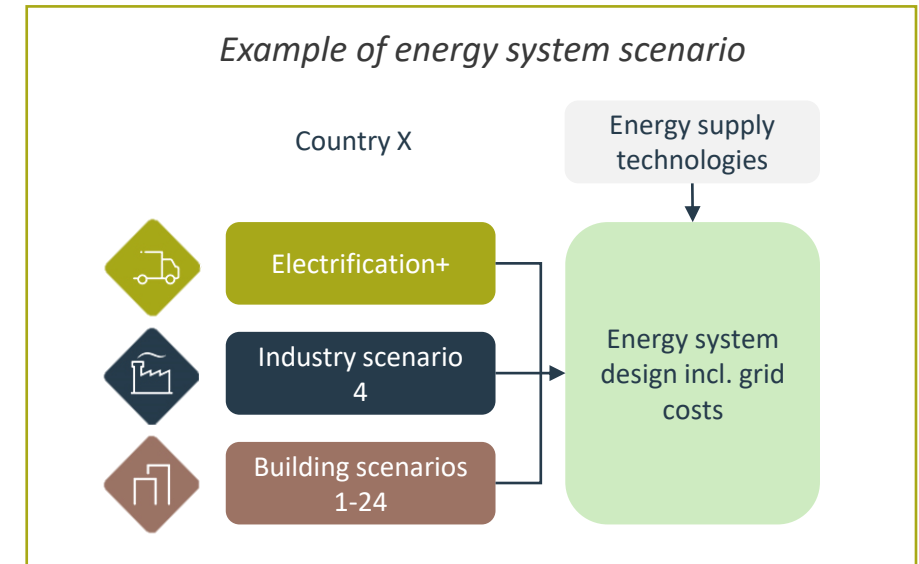 Example of energy system scenario
Country X
Energy supply
technologies
Electrification+
Industry scenario
4
Building scenarios
1-24
Energy system
design incl. grid
costs